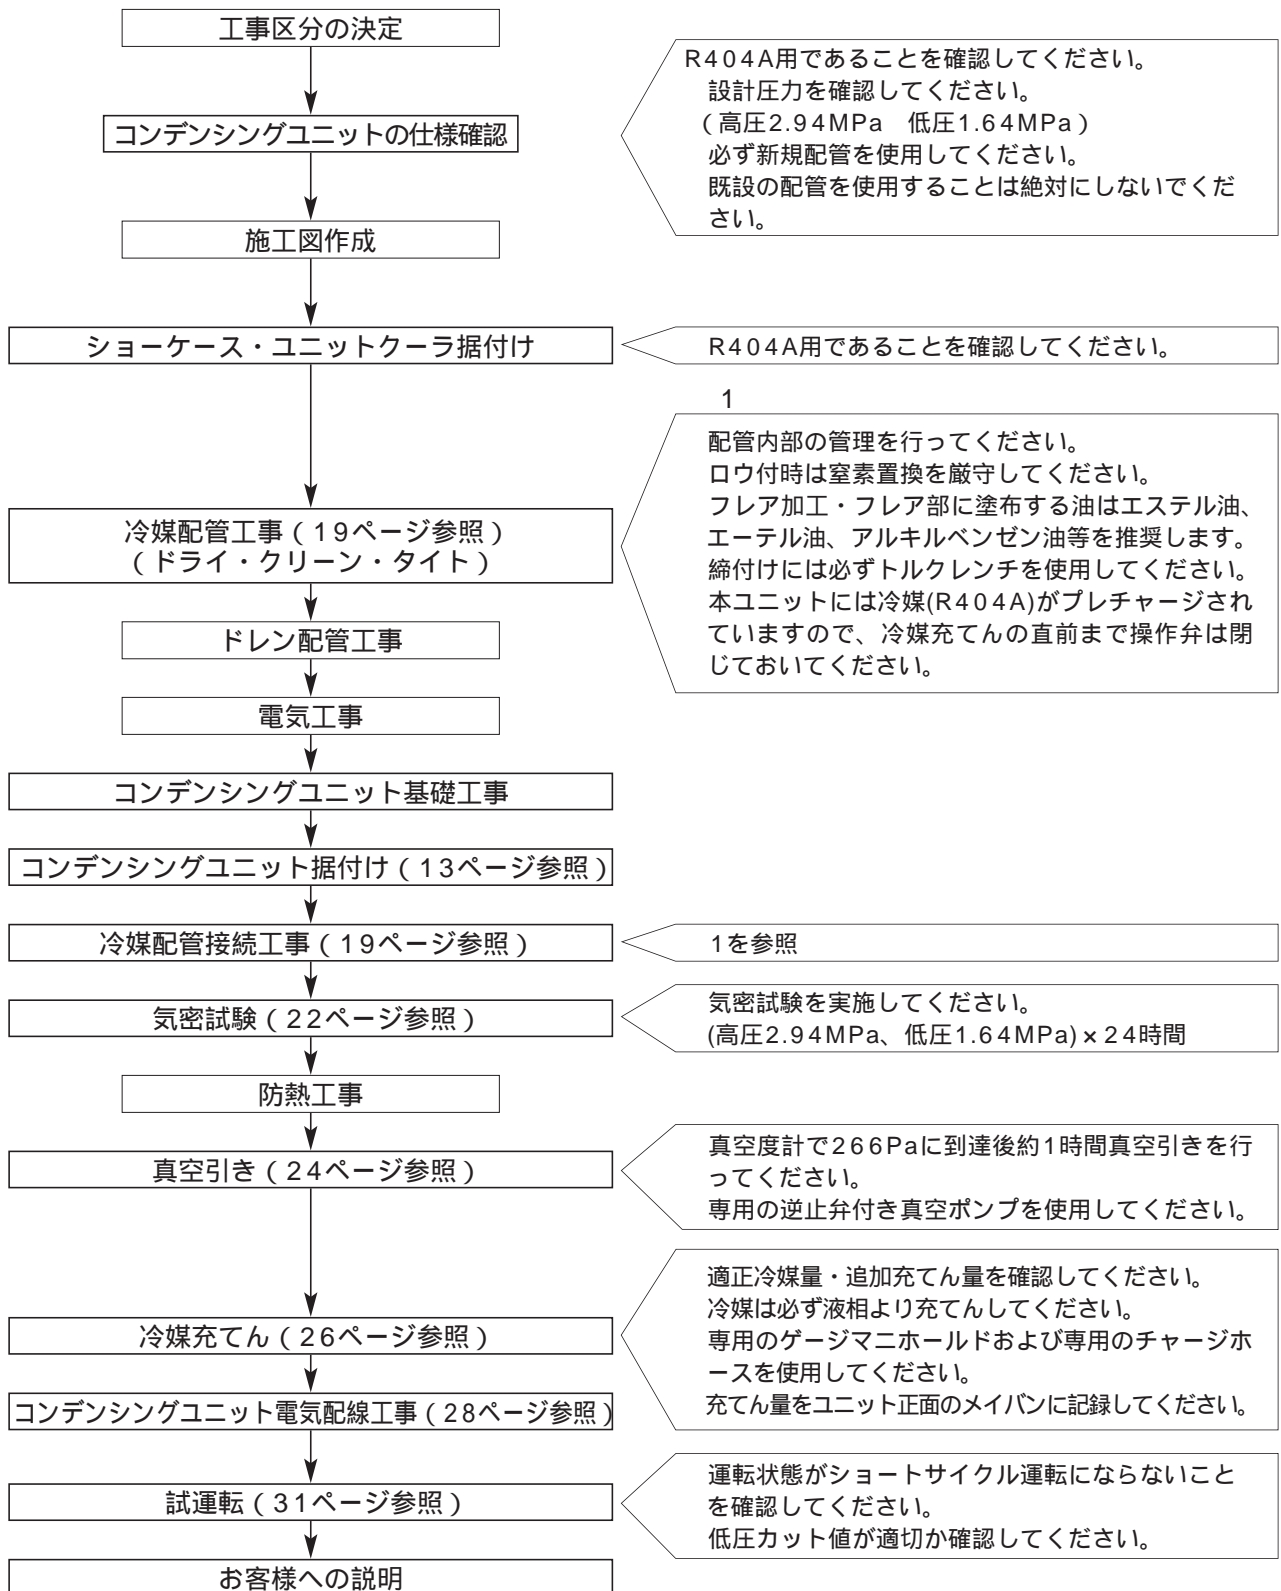 工事区分の決定
R404A用であることを確認してください。
設計圧力を確認してください。
（高圧2.94MPa　低圧1.64MPa）
コンデンシングユニットの仕様確認
必ず新規配管を使用してください。
既設の配管を使用することは絶対にしないでくだ
さい。
施工図作成
ショーケース・ユニットクーラ据付け
R404A用であることを確認してください。
1
配管内部の管理を行ってください。
ロウ付時は窒素置換を厳守してください。
フレア加工・フレア部に塗布する油はエステル油、
エーテル油、アルキルベンゼン油等を推奨します。
締付けには必ずトルクレンチを使用してください。
本ユニットには冷媒(R404A)がプレチャージされ
ていますので、冷媒充てんの直前まで操作弁は閉
じておいてください。
冷媒配管工事（19ページ参照）
（ドライ・クリーン・タイト）
ドレン配管工事
電気工事
コンデンシングユニット基礎工事
コンデンシングユニット据付け（13ページ参照）
冷媒配管接続工事（19ページ参照）
1を参照
気密試験（22ページ参照）
気密試験を実施してください。
(高圧2.94MPa、低圧1.64MPa)×24時間
防熱工事
真空引き（24ページ参照）
真空度計で266Paに到達後約1時間真空引きを行
ってください。
専用の逆止弁付き真空ポンプを使用してください。
冷媒充てん（26ページ参照）
適正冷媒量・追加充てん量を確認してください。
冷媒は必ず液相より充てんしてください。
専用のゲージマニホールドおよび専用のチャージホ
ースを使用してください。
充てん量をユニット正面のメイバンに記録してください。
コンデンシングユニット電気配線工事（28ページ参照）
試運転（31ページ参照）
運転状態がショートサイクル運転にならないこと
を確認してください。
低圧カット値が適切か確認してください。
お客様への説明